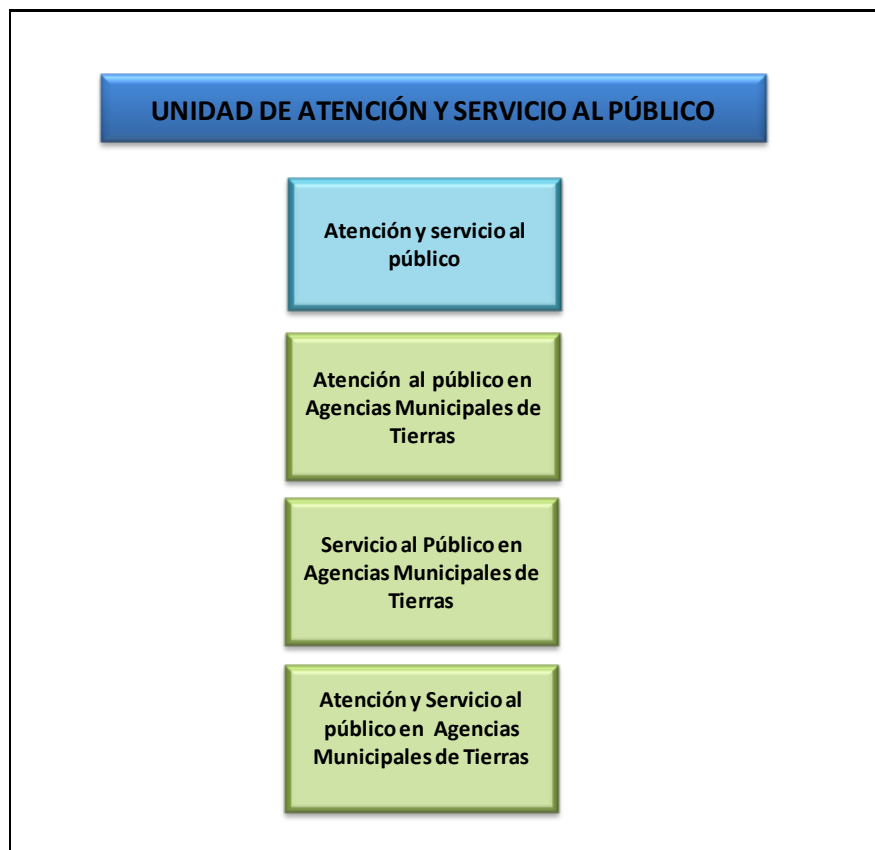 UNIDAD DE ATENCIÓN Y SERVICIO AL PÚBLICO
Atención y servicio al
público
Atención al público en
Agencias Municipales de
Tierras
Servicio al Público en
Agencias Municipales de
Tierras
Atención y Servicio al
público en Agencias
Municipales de Tierras